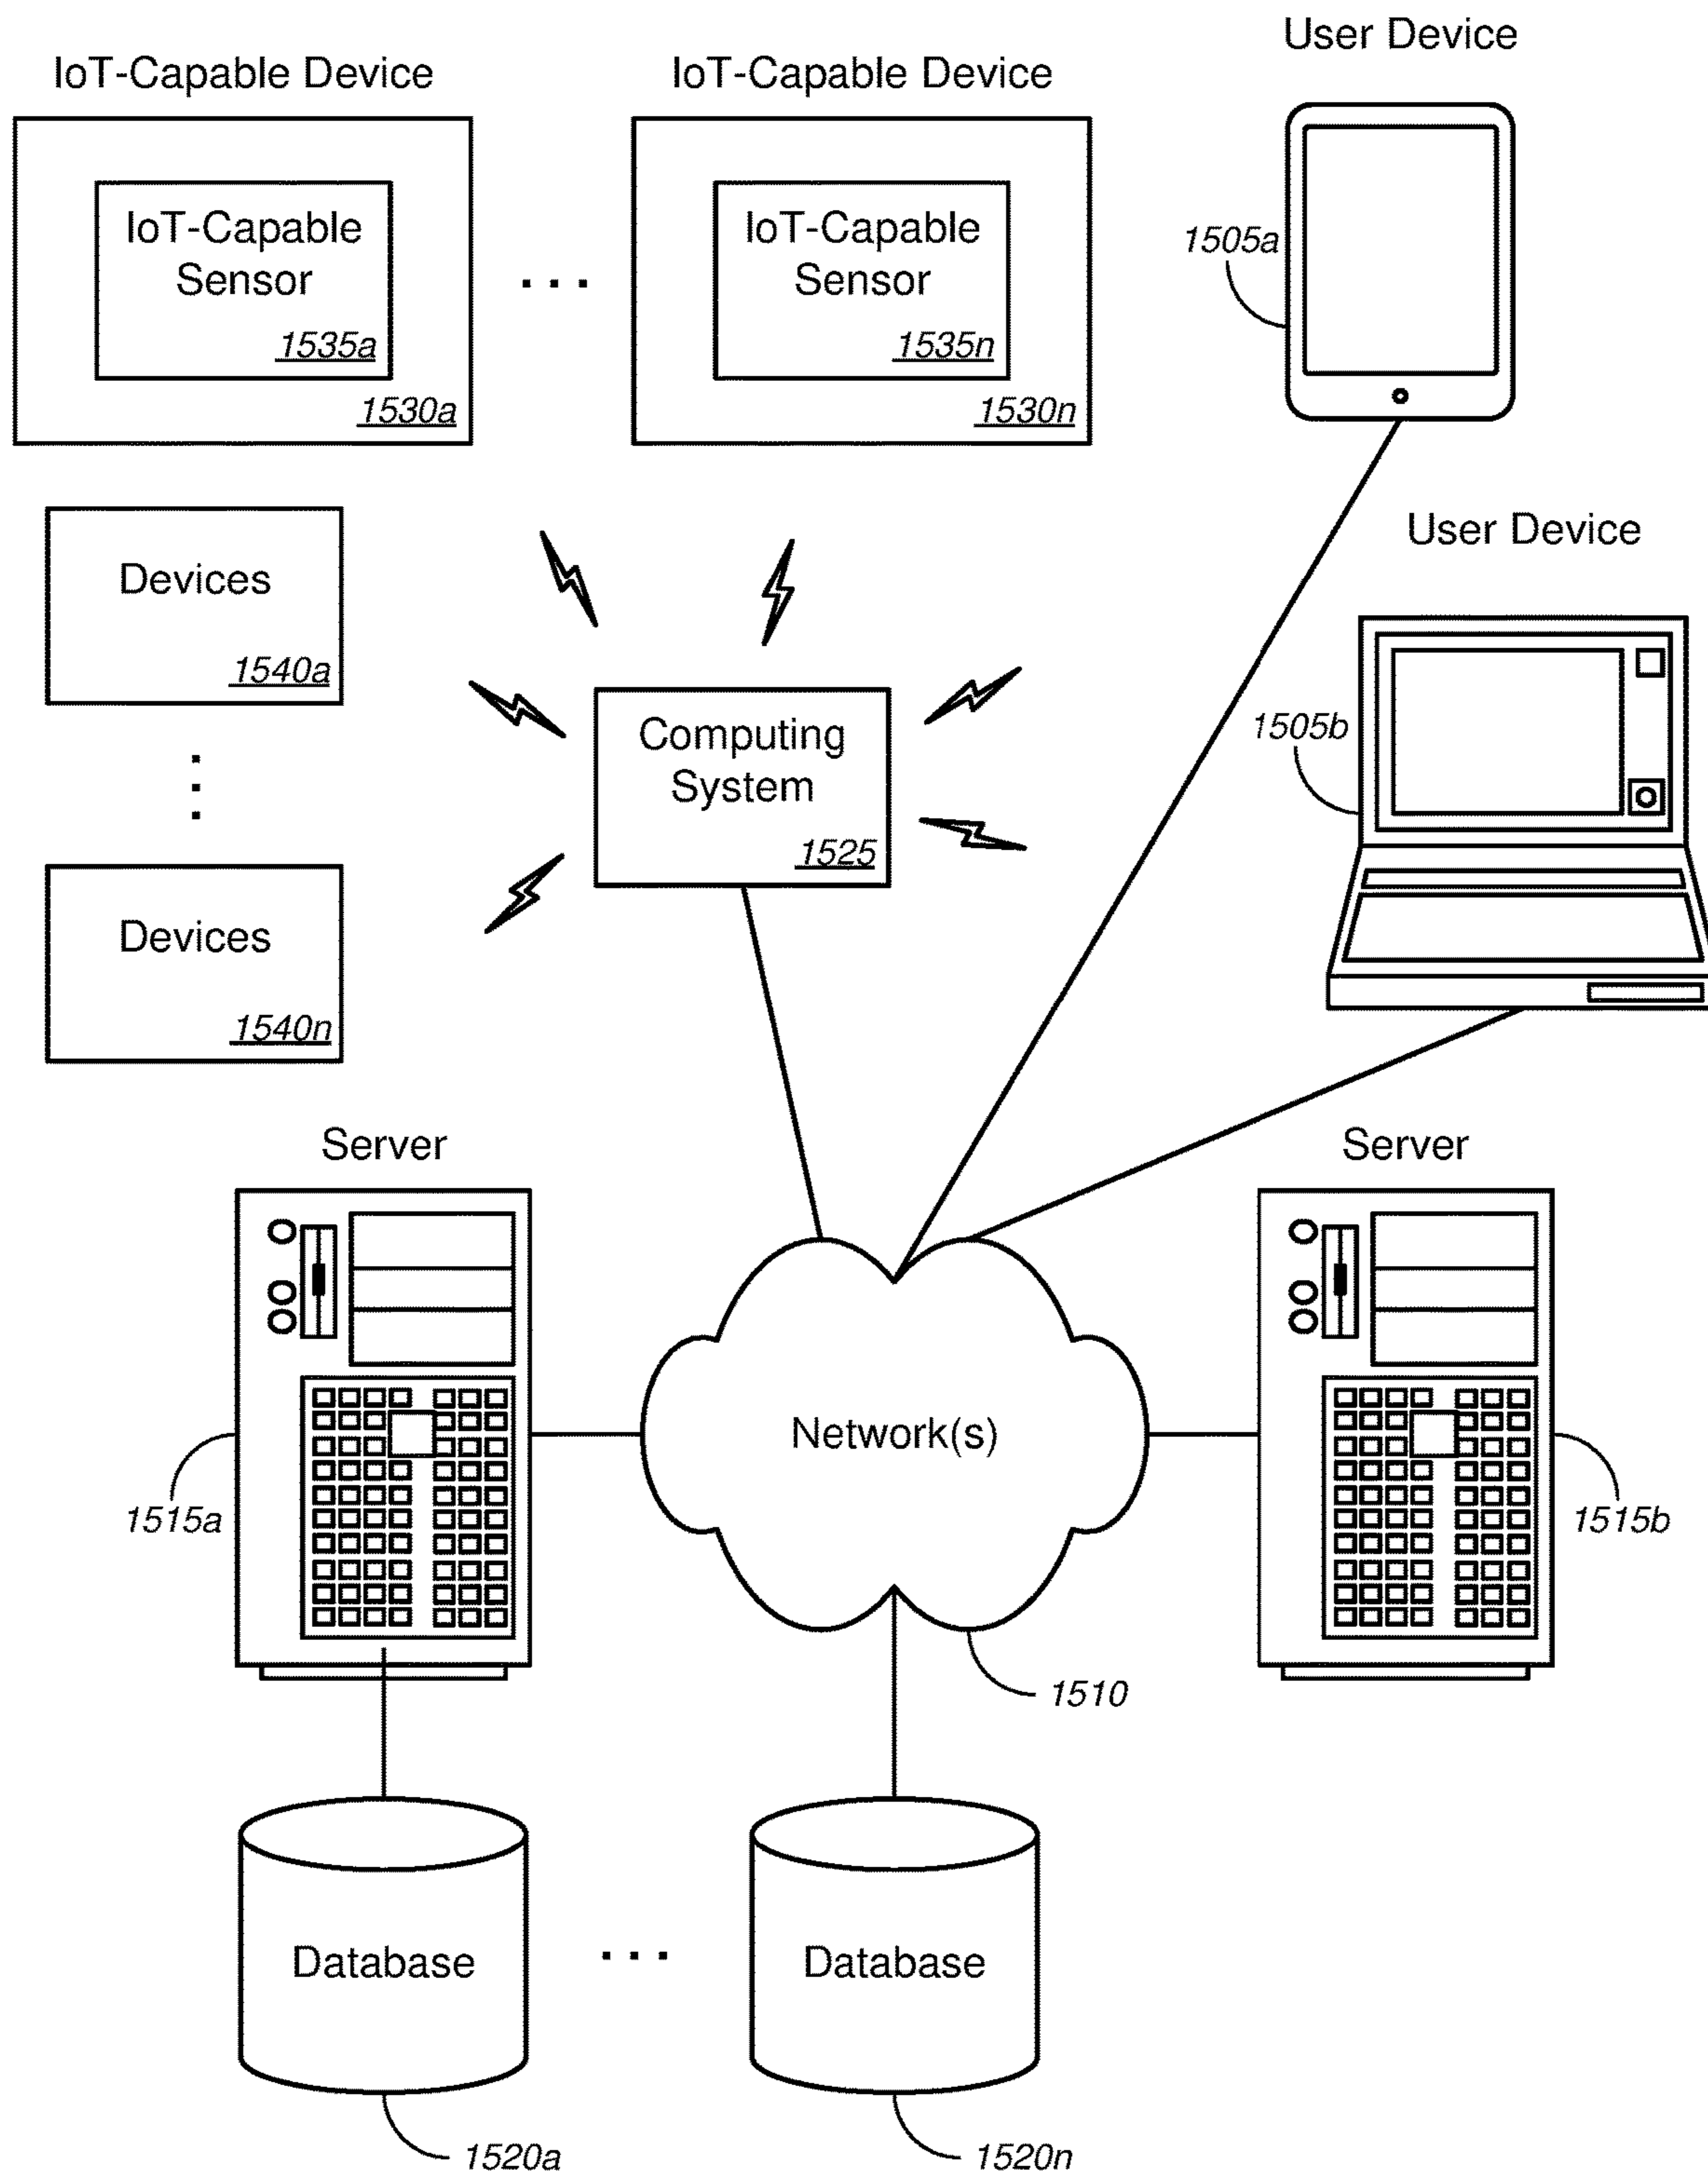 User Device
IoT-Capable Device
IoT-Capable Device
IoT-Capable
Sensor
1535a
1530a
. . .
IoT-Capable
Sensor
1535n
1530n
1505a
User Device
Devices
1540a
Computing
System
1525
1505b
Devices
1540n
Server
Server
Network(s)
1515a
1515b
1510
Database
. . .
Database
1520a
1520n